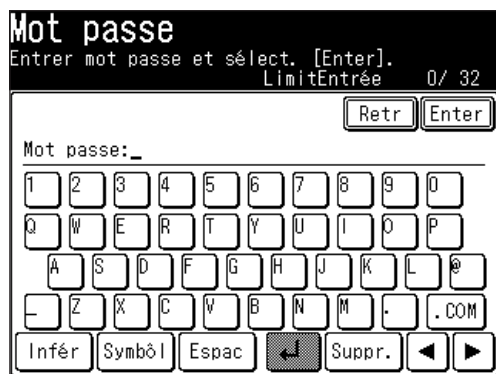 Mot passe
Entrer mot passe et sélect. [Enter].
LimitEntrée 0/ 32
Retr Enter
Mot passe:_
1 2 3 4 5 6 7 8 9 0
Q W E R T Y U I O P
A S D F G H J K L @
_ Z X C V B N M . .COM
Infér Symbôl Espac ↵ Suppr. ◀ ▶